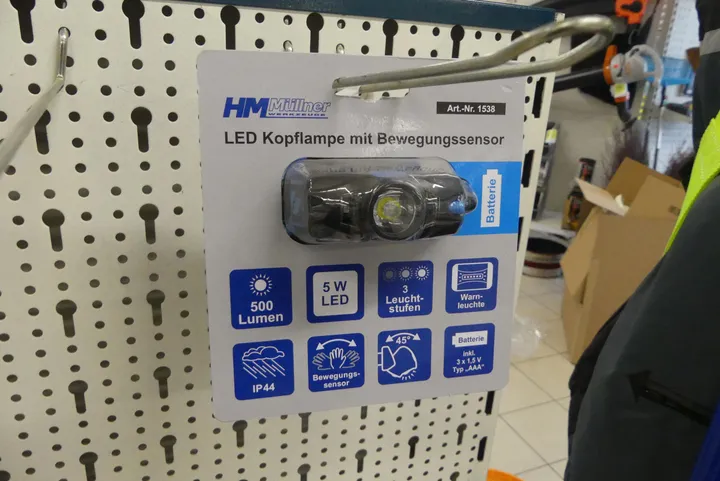 HM Müllner
WERKZEUGE
Art.-Nr. 1538
LED Kopflampe mit Bewegungssensor
Batterie
500
Lumen
5 W
LED
3
Leucht-
stufen
Warn-
leuchte
IP44
Bewegungs-
sensor
45°
Batterie
inkl.
3 x 1,5 V
Typ „AAA"